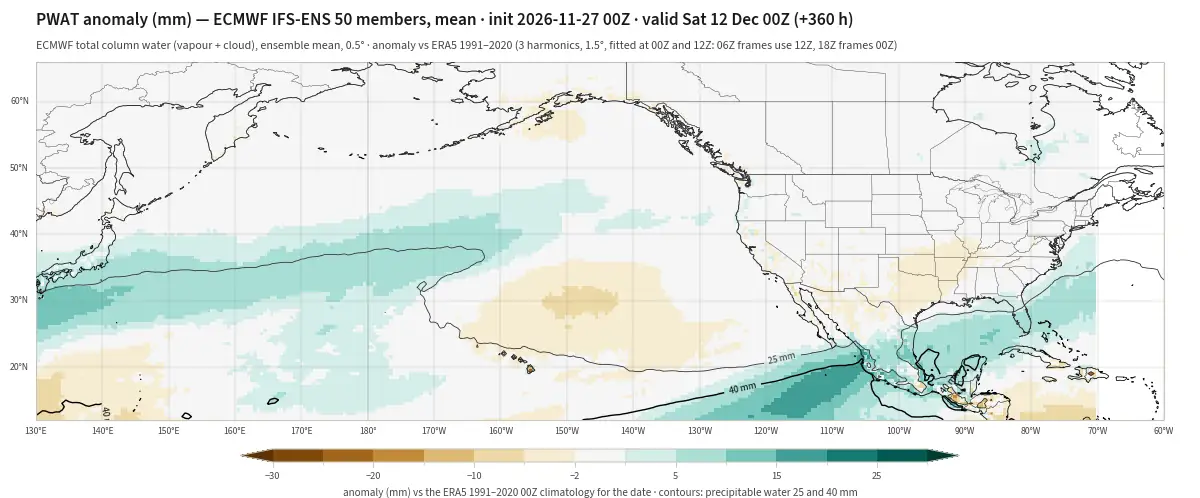 PWAT anomaly (mm) — ECMWF IFS-ENS 50 members, mean · init 2026-11-27 00Z · valid Sat 12 Dec 00Z (+360 h)
ECMWF total column water (vapour + cloud), ensemble mean, 0.5° · anomaly vs ERA5 1991–2020 (3 harmonics, 1.5°, fitted at 00Z and 12Z: 06Z frames use 12Z, 18Z frames 00Z)
60°N
50°N
40°N
30°N
20°N
25 mm
40 mm
40
130°E 140°E 150°E 160°E 170°E 180° 170°W 160°W 150°W 140°W 130°W 120°W 110°W 100°W 90°W 80°W 70°W 60°W
−30 −20 −10 −2 5 15 25
anomaly (mm) vs the ERA5 1991–2020 00Z climatology for the date · contours: precipitable water 25 and 40 mm